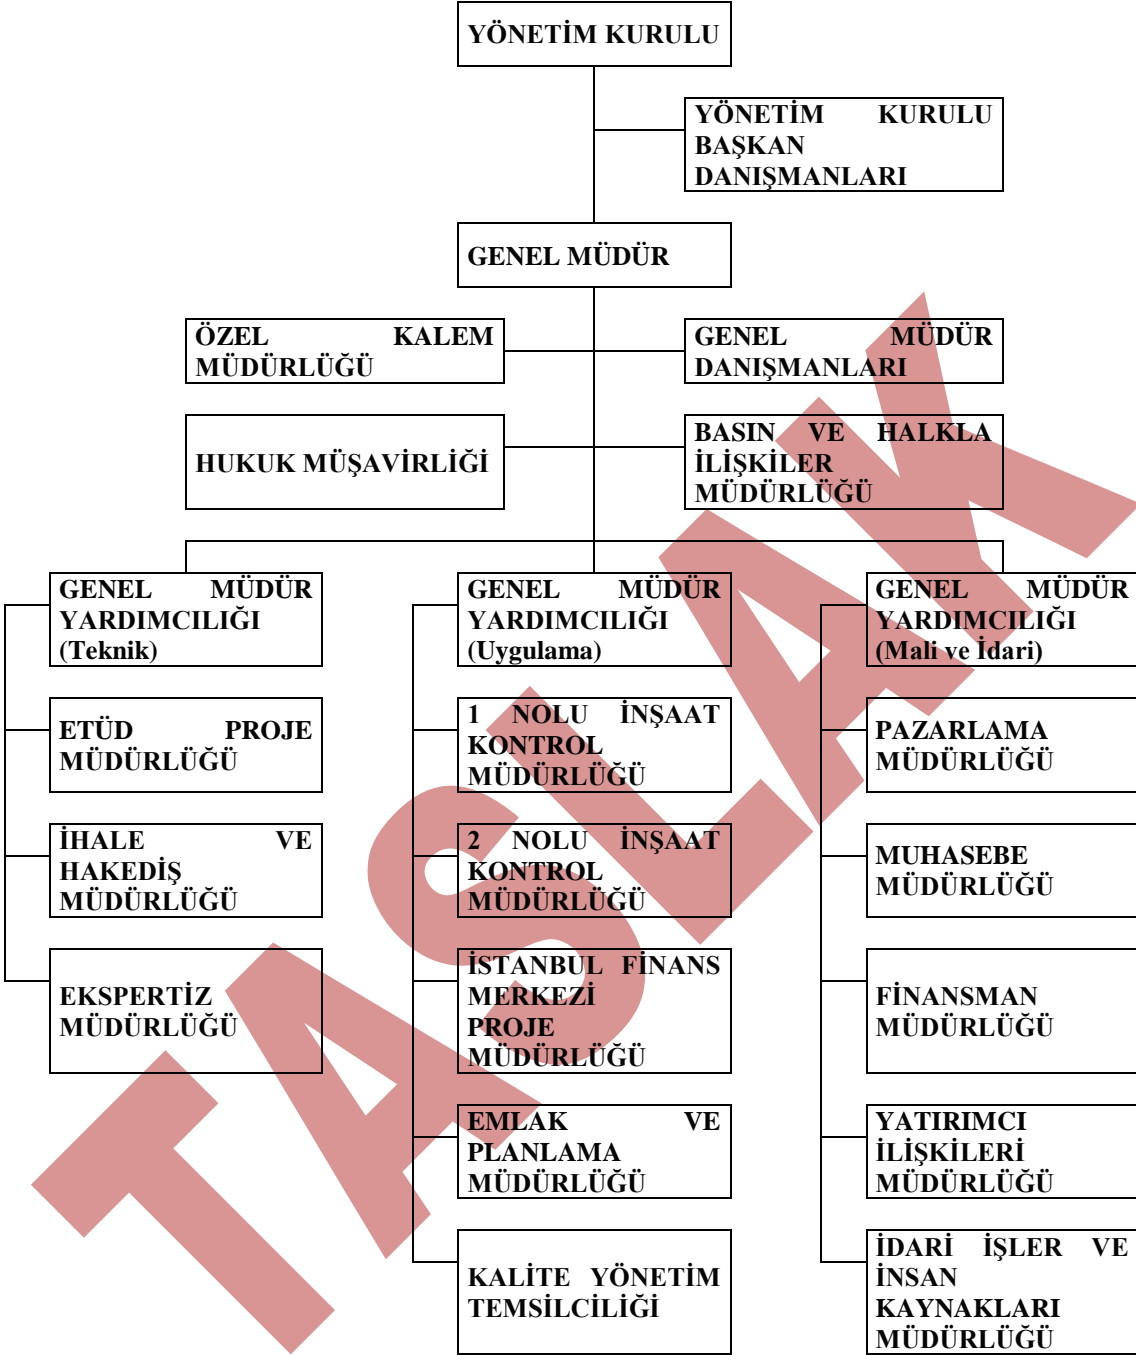 YÖNETİM KURULU
YÖNETİM KURULU
BAŞKAN
DANIŞMANLARI
GENEL MÜDÜR
ÖZEL KALEM
MÜDÜRLÜĞÜ
GENEL MÜDÜR
DANIŞMANLARI
HUKUK MÜŞAVİRLİĞİ
BASIN VE HALKLA
İLİŞKİLER
MÜDÜRLÜĞÜ
GENEL MÜDÜR
YARDIMCILIĞI
(Teknik)
GENEL MÜDÜR
YARDIMCILIĞI
(Uygulama)
GENEL MÜDÜR
YARDIMCILIĞI
(Mali ve İdari)
ETÜD PROJE
MÜDÜRLÜĞÜ
1 NOLU İNŞAAT
KONTROL
MÜDÜRLÜĞÜ
PAZARLAMA
MÜDÜRLÜĞÜ
İHALE VE
HAKEDİŞ
MÜDÜRLÜĞÜ
2 NOLU İNŞAAT
KONTROL
MÜDÜRLÜĞÜ
MUHASEBE
MÜDÜRLÜĞÜ
EKSPERTİZ
MÜDÜRLÜĞÜ
İSTANBUL FİNANS
MERKEZİ
PROJE
MÜDÜRLÜĞÜ
FİNANSMAN
MÜDÜRLÜĞÜ
EMLAK VE
PLANLAMA
MÜDÜRLÜĞÜ
YATIRIMCI
İLİŞKİLERİ
MÜDÜRLÜĞÜ
KALİTE YÖNETİM
TEMSİLCİLİĞİ
İDARİ İŞLER VE
İNSAN
KAYNAKLARI
MÜDÜRLÜĞÜ
TASLAK